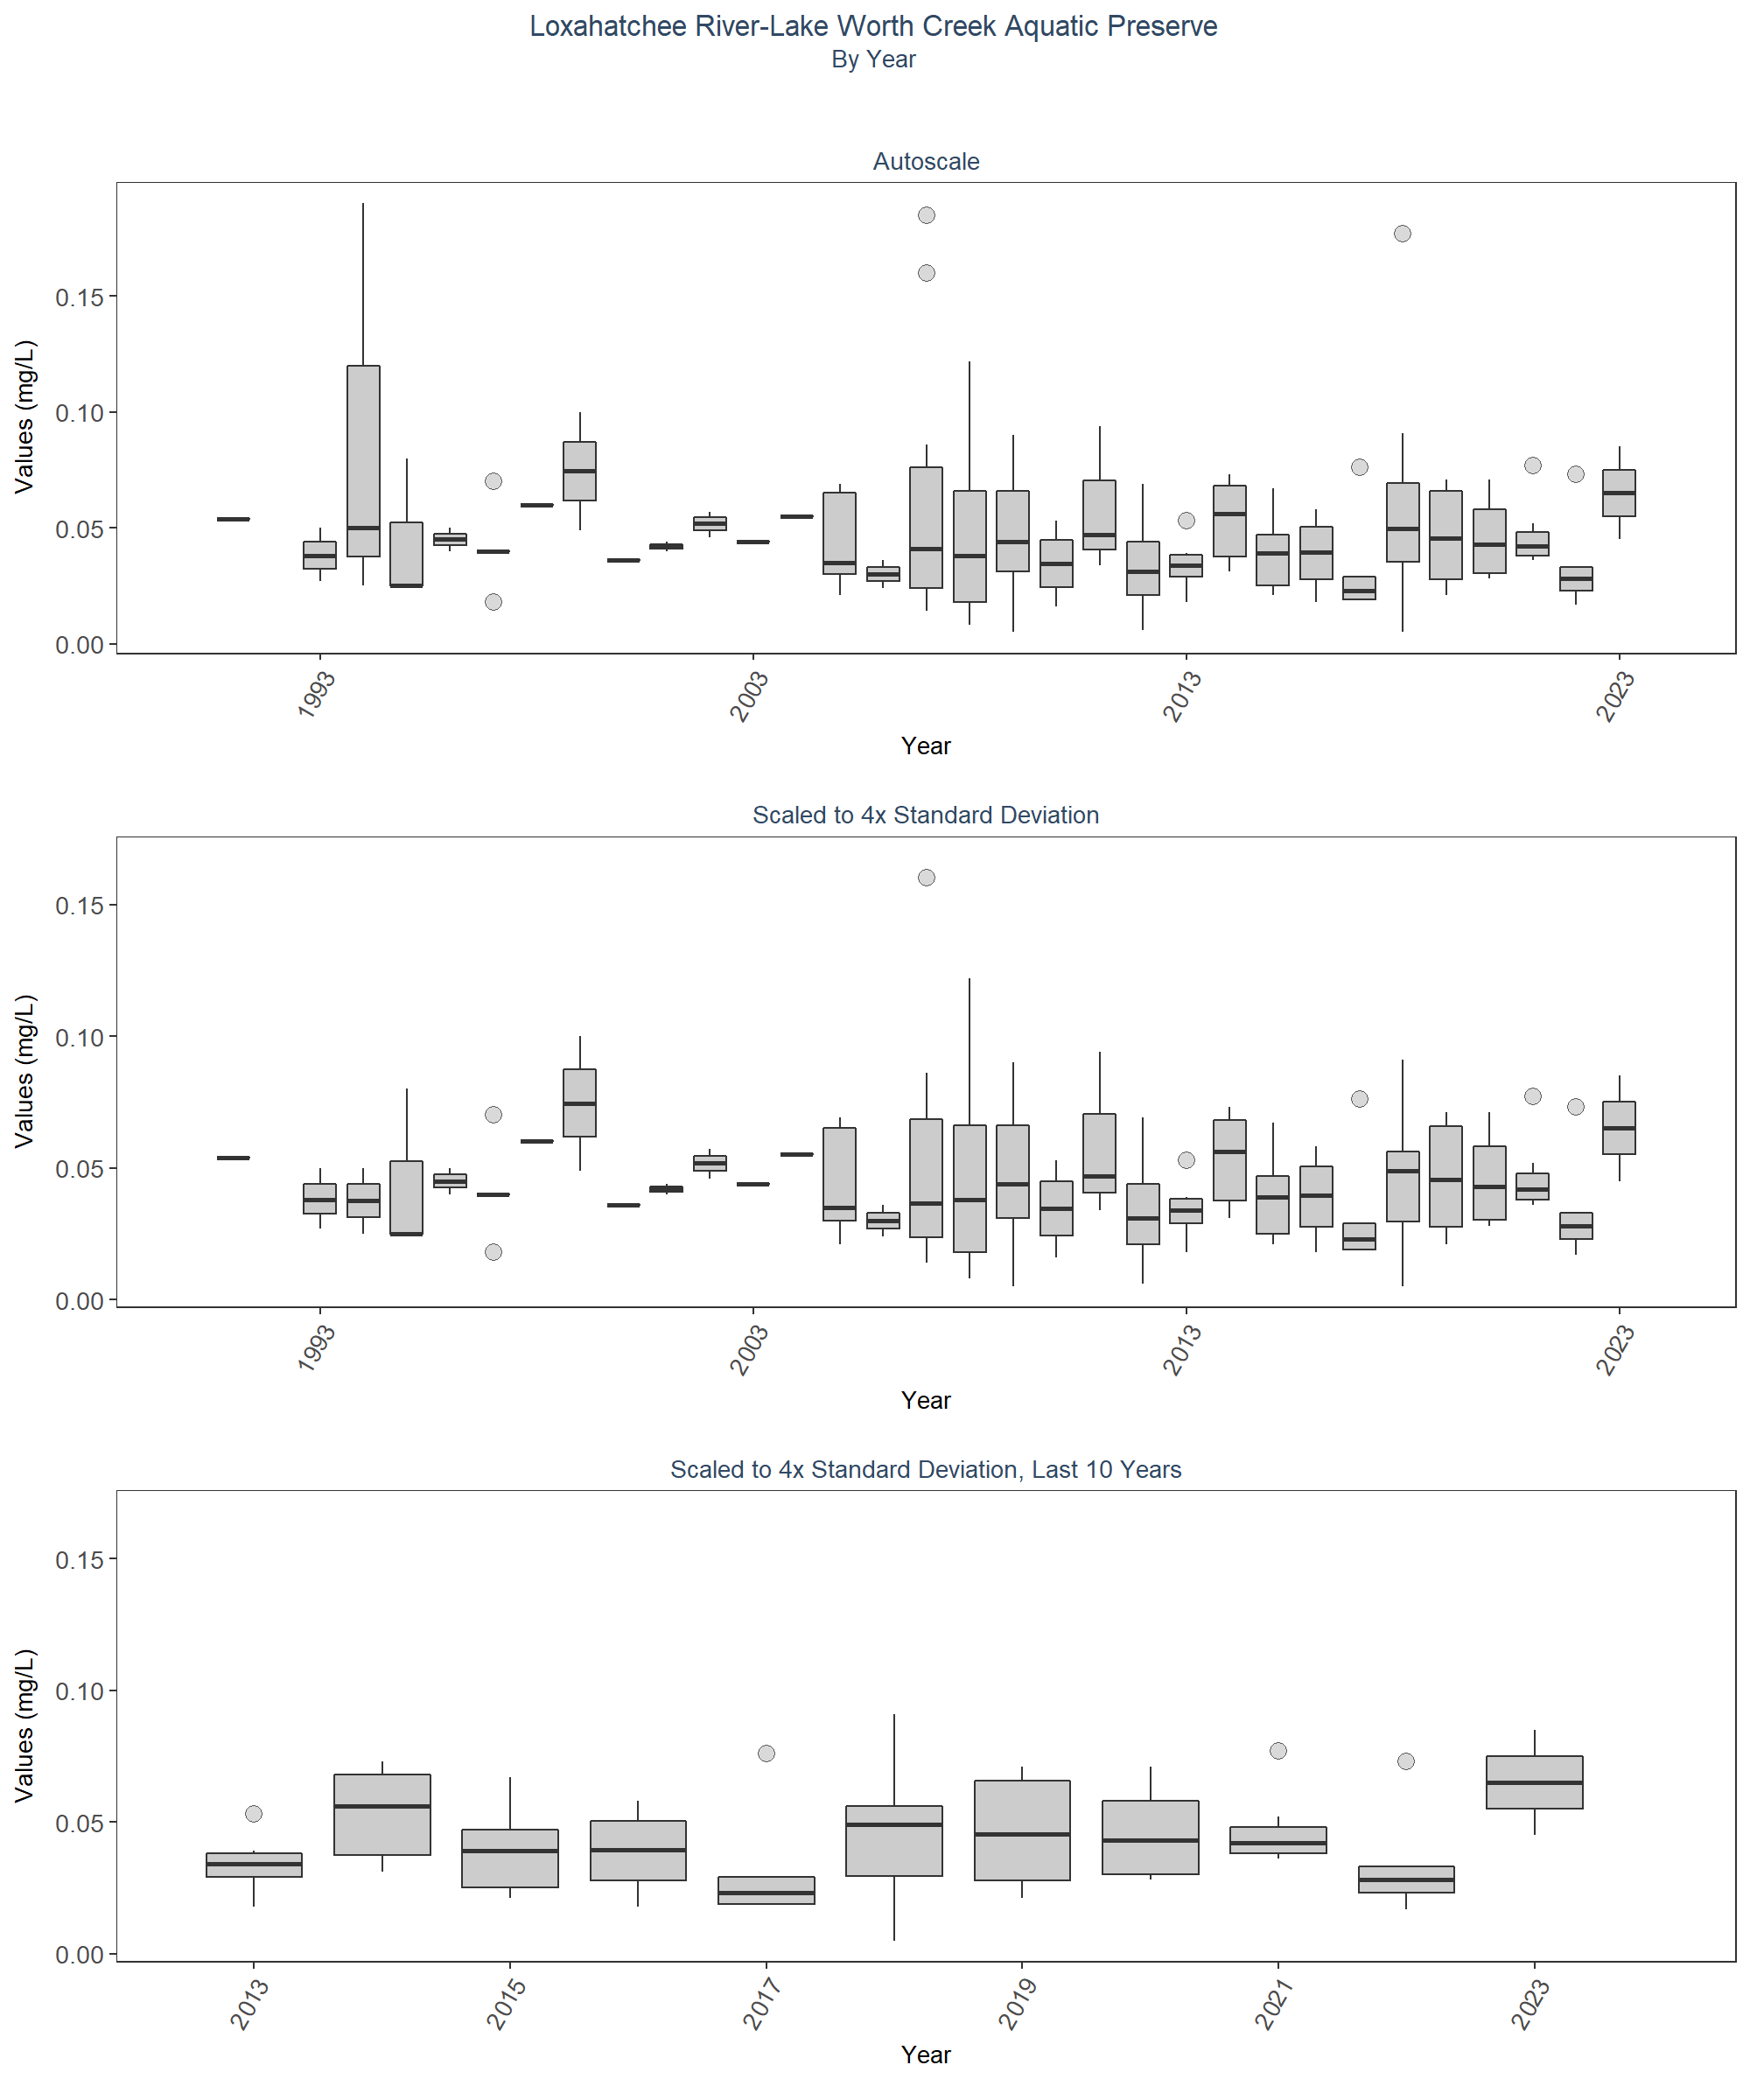 Loxahatchee River-Lake Worth Creek Aquatic Preserve
By Year
Autoscale
Values (mg/L)
0.15
0.10
0.05
0.00
1993
2003
2013
2023
Year
Scaled to 4x Standard Deviation
Values (mg/L)
0.15
0.10
0.05
0.00
1993
2003
2013
2023
Year
Scaled to 4x Standard Deviation, Last 10 Years
Values (mg/L)
0.15
0.10
0.05
0.00
2013
2015
2017
2019
2021
2023
Year